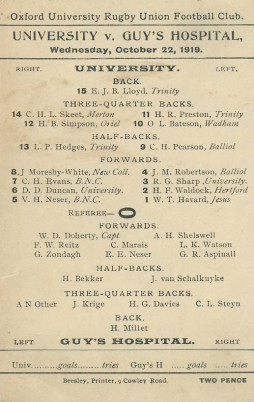 Oxford University Rugby Union Football Club.
UNIVERSITY v. GUY'S HOSPITAL,
Wednesday, October 22, 1919.
RIGHT. UNIVERSITY. LEFT,
BACK.
15 E. J. B. Lloyd, Trinity
THREE-QUARTER BACKS.
14 C. H. L. Skeet, Merton 11 H. R. Preston, Trinity
12 H. B. Simpson, Oriel 10 O L. Bateson, Wadham
HALF-BACKS.
13 L. P. Hedges, Trinity 9 C. H. Pearson, Balliol
FORWARDS.
8 J Moresby-White, New Coll. 4 J. M. Robertson, Balliol
7 C. H. Evans, B.N.C. 3 R. G. Sharp, University.
6 D. D. Duncan, University. 2 H. P. Waldock, Hertford
5 V. H. Neser, B.N.C. 1 W. T. Havard, Jesus
REFEREE— O
FORWARDS
W. D. Doherty, Capt A. H. Shelswell
F. W. Reitz C. Marais L. K. Watson
G. Zondagh E. E. Neser G. R. Aspinall
HALF-BACKS.
H. Bekker J. van Schalkuyke
THREE-QUARTER BACKS.
A N Other J. Krige H. G. Davies C. L. Steyn
BACK.
H. Millet
LEFT GUY'S HOSPITAL. RIGHT
Univ......goals.......tries Guy's H .....goals .....tries
Beesley, Printer, 9 Cowley Road. TWO PENCE